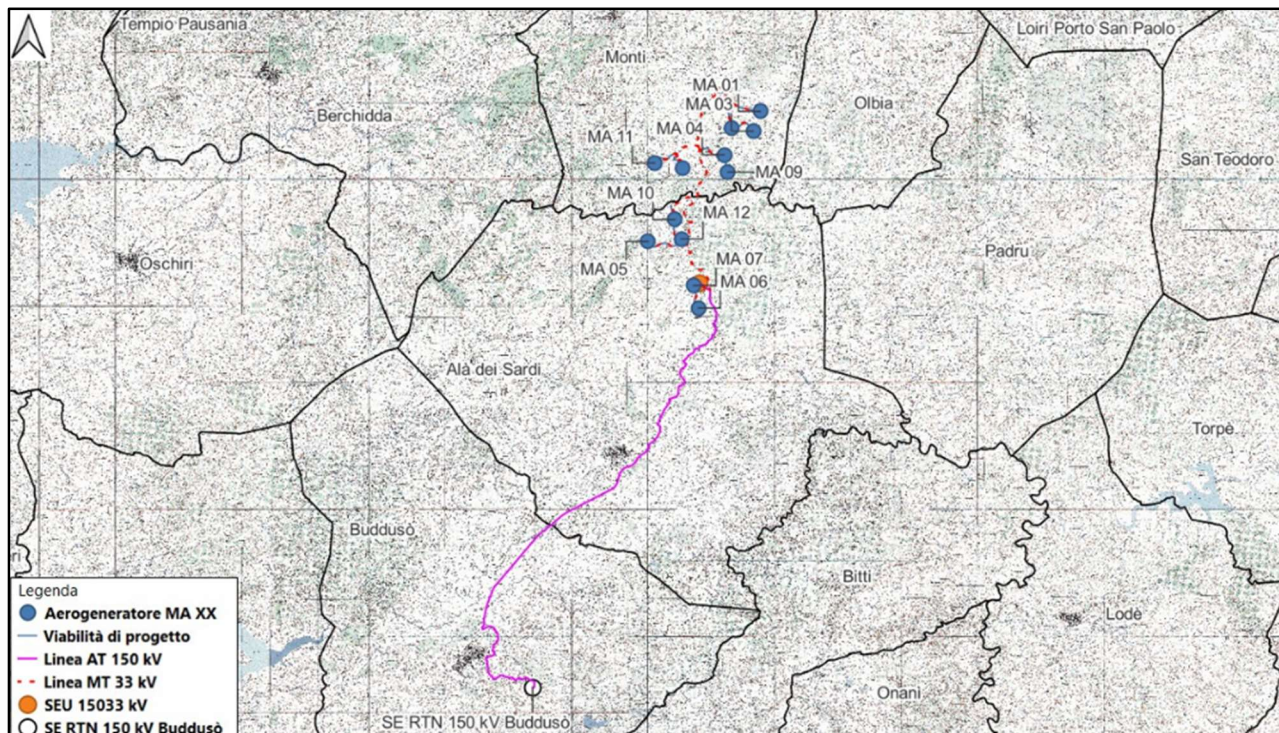 Tempio Pausania
Loiri Porto San Paolo
Monti
MA 01
MA 03
Olbia
Berchidda
MA 11
MA 04
San Teodoro
MA 09
MA 10
MA 12
Oschiri
Padru
MA 05
MA 07
MA 06
Alà dei Sardi
Torpè
Buddusò
Bitti
Lodè
Onanì
SE RTN 150 kV Buddusò
Legenda
Aerogeneratore MA XX
Viabilità di progetto
Linea AT 150 kV
Linea MT 33 kV
SEU 15033 kV
SE RTN 150 kV Buddusò